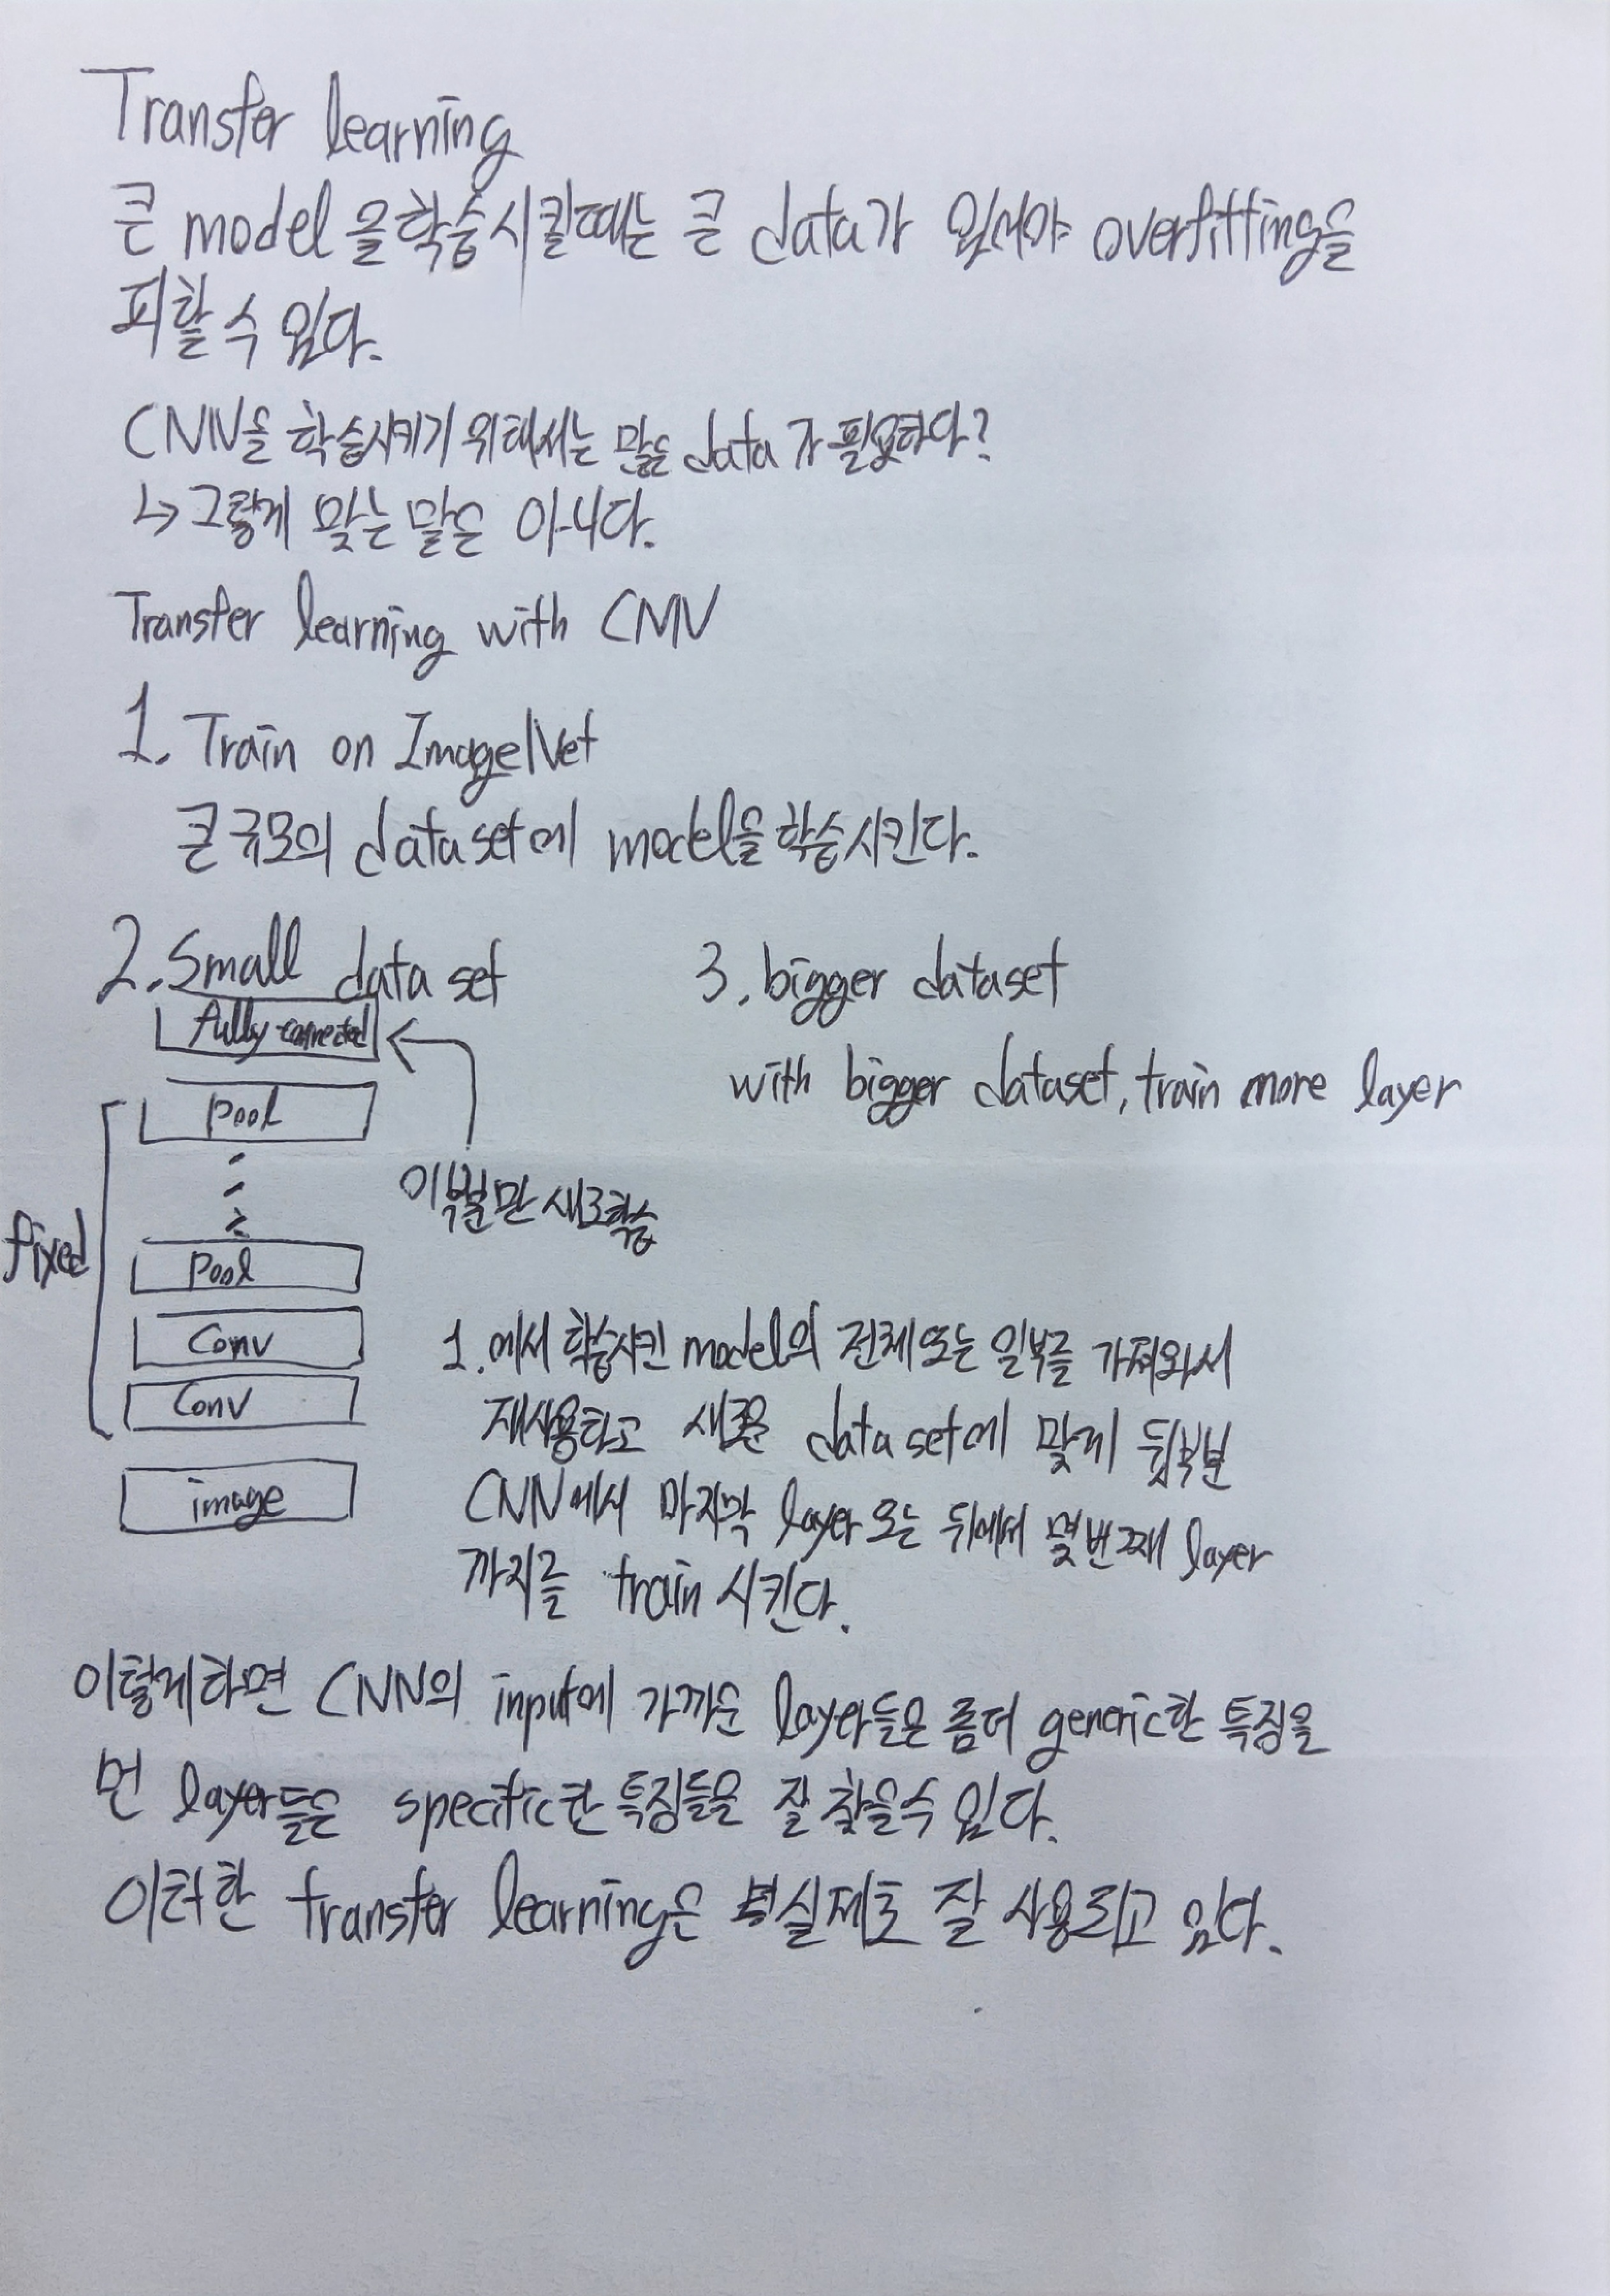 Transfer learning
큰 model을 학습시킬때는 큰 data가 있어야 overfitting을
피할 수 있다.
CNN을 학습시키기 위해서는 많은 data가 필요하다?
↳ 그렇게 맞는 말은 아니다.
Transfer learning with CNN
1. Train on ImageNet
큰 규모의 dataset에 model을 학습시킨다.
2. Small data set
fully connected
pool
이 부분만 새로 학습
fixed
pool
Conv
Conv
image
3. bigger dataset
with bigger dataset, train more layer
1. 에서 학습시킨 model의 전체 또는 일부를 가져와서
재사용하고 새로운 data set에 맞게 뒷부분
CNN에서 마지막 layer 또는 뒤에서 몇번째 layer
까지를 train 시킨다.
이렇게하면 CNN의 input에 가까운 layer들은 좀더 generic한 특징을
먼 layer들은 specific한 특징들을 잘 찾을수 있다.
이러한 transfer learning은 실제로 잘 사용되고 있다.